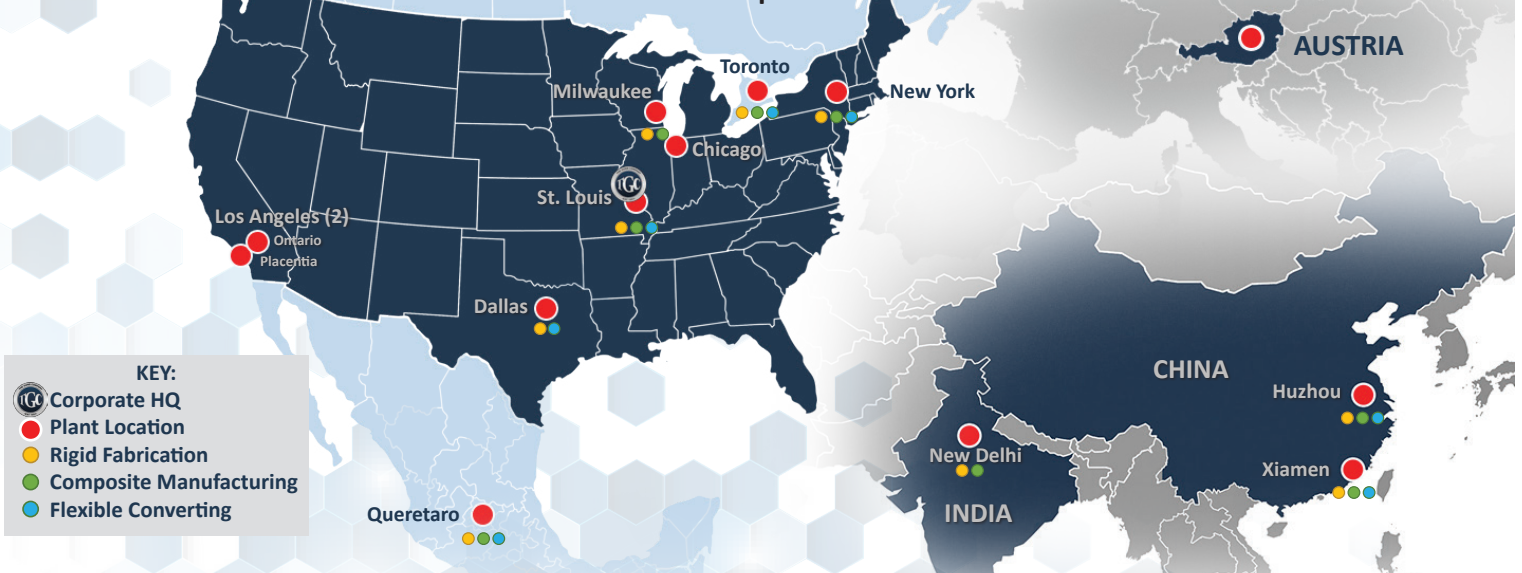 AUSTRIA
Toronto
Milwaukee
New York
Chicago
St. Louis
Los Angeles (2)
Ontario
Placentia
Dallas
CHINA
KEY:
Corporate HQ
Plant Location
Rigid Fabrication
Composite Manufacturing
Flexible Converting
Huzhou
New Delhi
Xiamen
INDIA
Queretaro